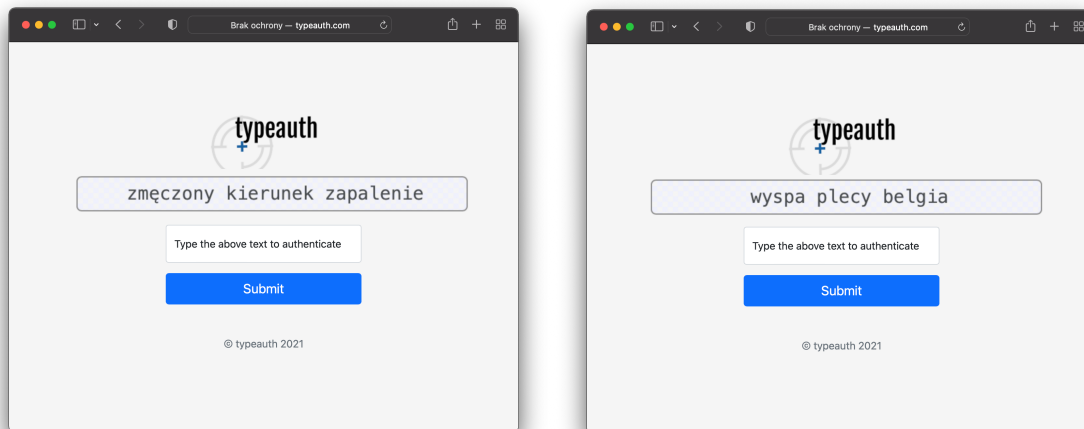 Brak ochrony — typeauth.com
typeauth
zmęczony kierunek zapalenie
Type the above text to authenticate
Submit
© typeauth 2021
Brak ochrony — typeauth.com
typeauth
wyspa plecy belgia
Type the above text to authenticate
Submit
© typeauth 2021